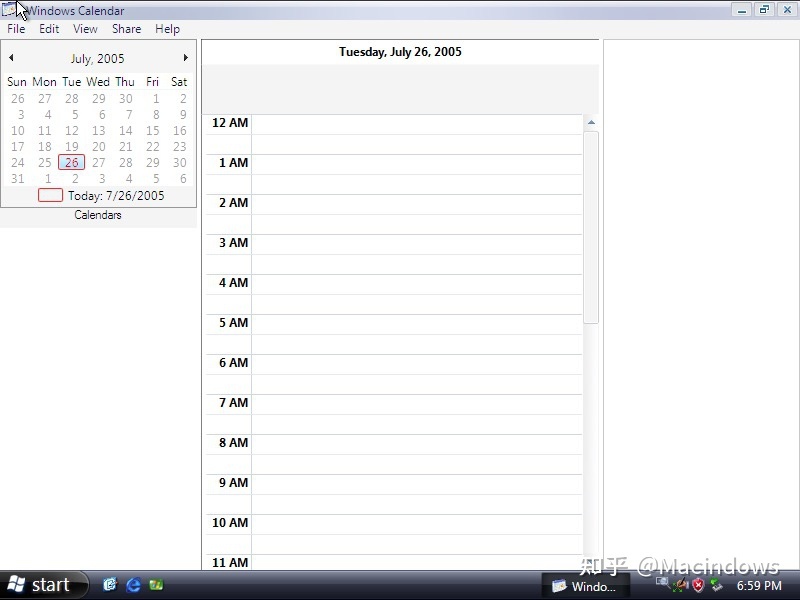 Windows Calendar
File Edit View Share Help
July, 2005
Sun Mon Tue Wed Thu Fri Sat
26 27 28 29 30 1 2
3 4 5 6 7 8 9
10 11 12 13 14 15 16
17 18 19 20 21 22 23
24 25 26 27 28 29 30
31 1 2 3 4 5 6
Today: 7/26/2005
Calendars
Tuesday, July 26, 2005
12 AM
1 AM
2 AM
3 AM
4 AM
5 AM
6 AM
7 AM
8 AM
9 AM
10 AM
11 AM
知乎 @Macindows
start
Windo...
6:59 PM